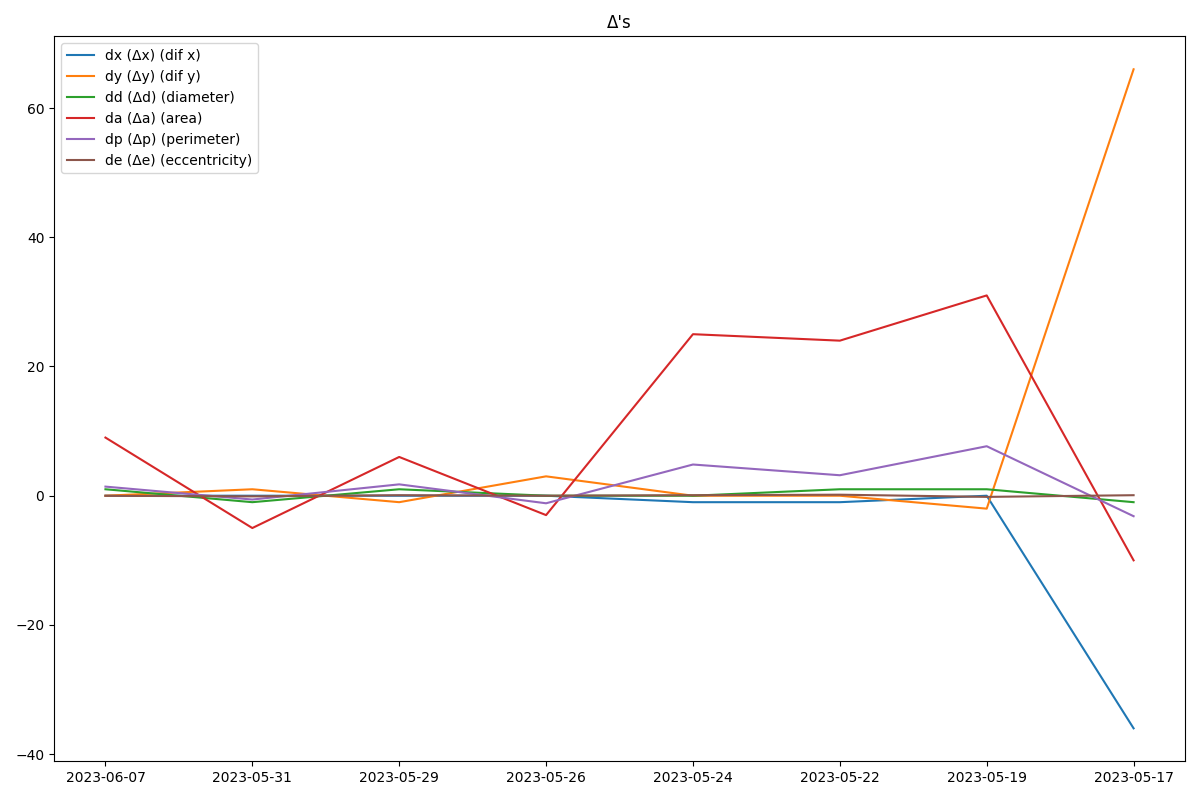 Δ's
dx (Δx) (dif x)
dy (Δy) (dif y)
dd (Δd) (diameter)
da (Δa) (area)
dp (Δp) (perimeter)
de (Δe) (eccentricity)
60
40
20
0
−20
−40
2023-06-07 2023-05-31 2023-05-29 2023-05-26 2023-05-24 2023-05-22 2023-05-19 2023-05-17